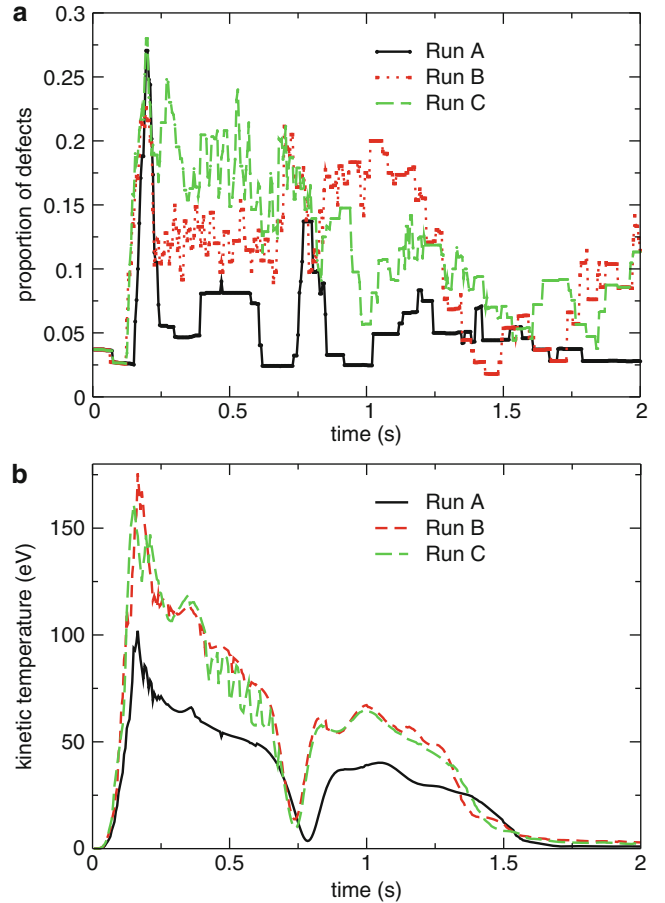 a
0.3
0.25
0.2
0.15
0.1
0.05
0
proportion of defects
Run A
Run B
Run C
0
0.5
1
1.5
2
time (s)
b
150
100
50
0
kinetic temperature (eV)
Run A
Run B
Run C
0
0.5
1
1.5
2
time (s)